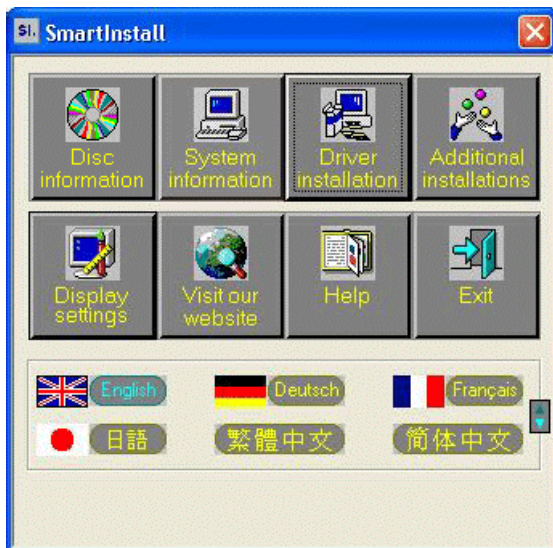 SI. SmartInstall
Disc
information
System
information
Driver
installation
Additional
installations
Display
settings
Visit our
website
Help
Exit
English
Deutsch
Français
日語
繁體中文
简体中文